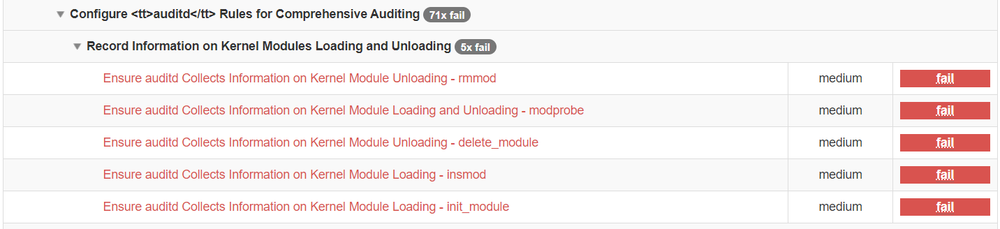 Configure <tt>auditd</tt> Rules for Comprehensive Auditing 71x fail
Record Information on Kernel Modules Loading and Unloading 5x fail
Ensure auditd Collects Information on Kernel Module Unloading - rmmod medium fail
Ensure auditd Collects Information on Kernel Module Loading and Unloading - modprobe medium fail
Ensure auditd Collects Information on Kernel Module Unloading - delete_module medium fail
Ensure auditd Collects Information on Kernel Module Loading - insmod medium fail
Ensure auditd Collects Information on Kernel Module Loading - init_module medium fail